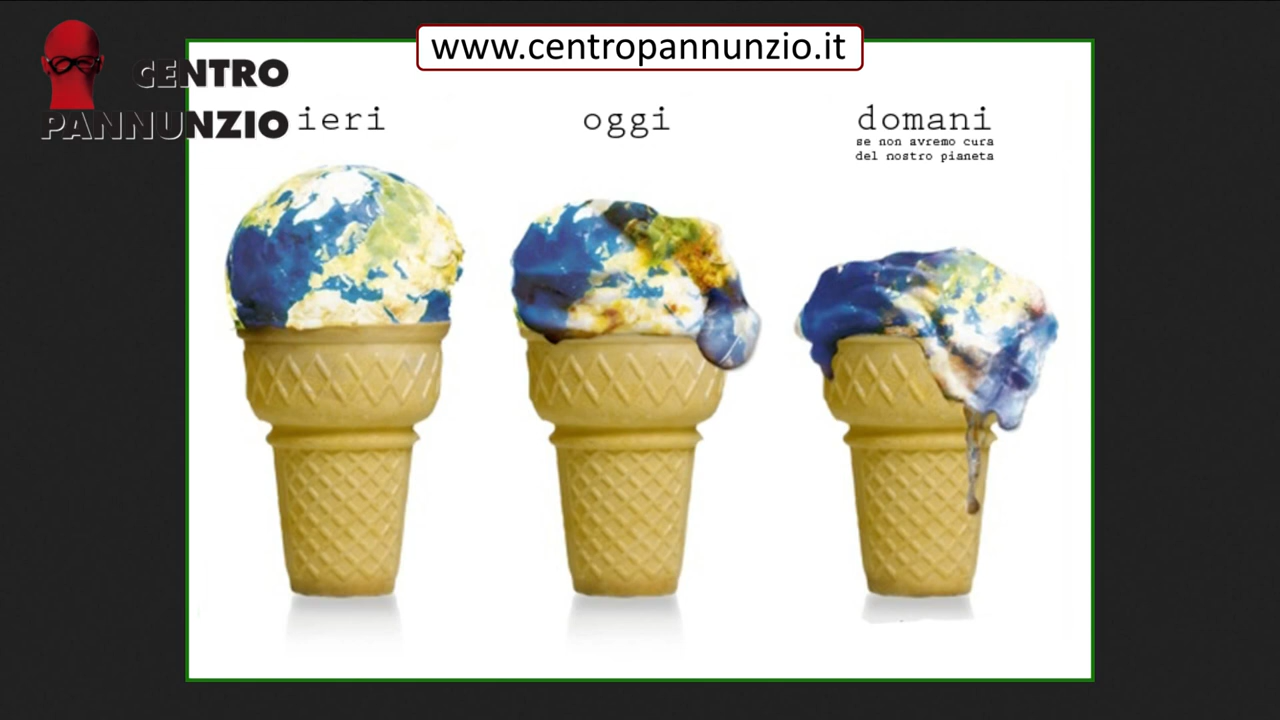 www.centropannunzio.it
CENTRO
PANNUNZIO
ieri
oggi
domani
se non avremo cura
del nostro pianeta